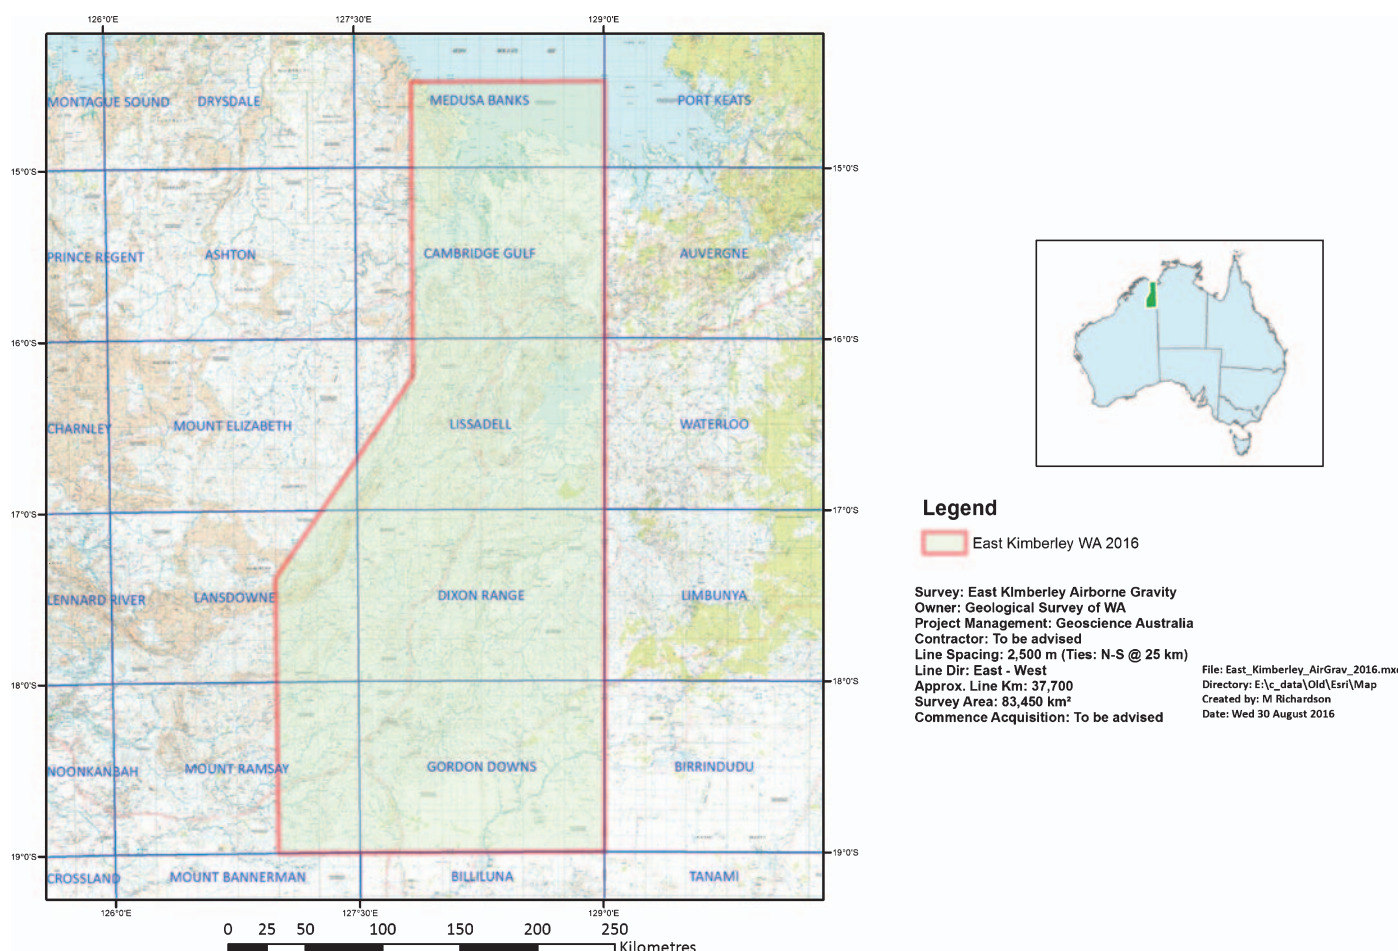 126°0'E 127°30'E 129°0'E
MONTAGUE SOUND DRYSDALE MEDUSA BANKS PORT KEATS
15°0'S 15°0'S
PRINCE REGENT ASHTON CAMBRIDGE GULF AUVERGNE
16°0'S 16°0'S
CHARNLEY MOUNT ELIZABETH LISSADELL WATERLOO
17°0'S 17°0'S
LENNARD RIVER LANSDOWNE DIXON RANGE LIMBUNYA
18°0'S 18°0'S
NOONKANBAH MOUNT RAMSAY GORDON DOWNS BIRRINDUDU
19°0'S 19°0'S
CROSSLAND MOUNT BANNERMAN BILLILUNA TANAMI
126°0'E 127°30'E 129°0'E
0 25 50 100 150 200 250
Kilometres
Legend
East Kimberley WA 2016
Survey: East KImberley Airborne Gravity
Owner: Geological Survey of WA
Project Management: Geoscience Australia
Contractor: To be advised
Line Spacing: 2,500 m (Ties: N-S @ 25 km)
Line Dir: East - West
Approx. Line Km: 37,700
Survey Area: 83,450 km²
Commence Acquisition: To be advised
File: East_Kimberley_AirGrav_2016.mx
Directory: E:\c_data\Old\Esri\Map
Created by: M Richardson
Date: Wed 30 August 2016